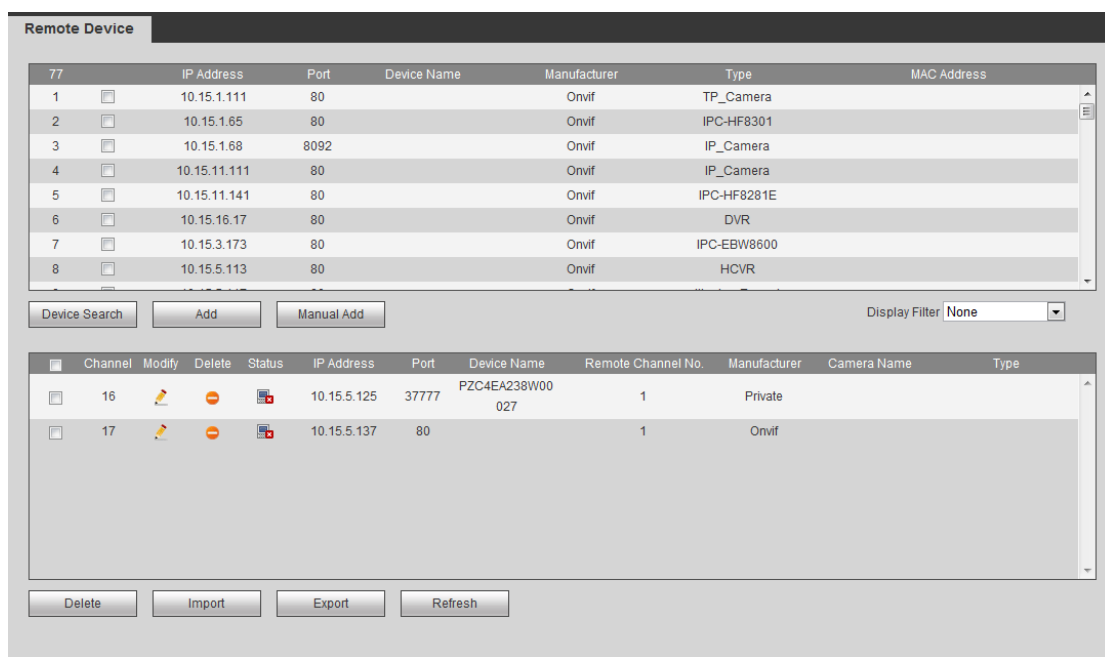 Remote Device
77 IP Address Port Device Name Manufacturer Type MAC Address
1 10.15.1.111 80 Onvif TP_Camera
2 10.15.1.65 80 Onvif IPC-HF8301
3 10.15.1.68 8092 Onvif IP_Camera
4 10.15.11.111 80 Onvif IP_Camera
5 10.15.11.141 80 Onvif IPC-HF8281E
6 10.15.16.17 80 Onvif DVR
7 10.15.3.173 80 Onvif IPC-EBW8600
8 10.15.5.113 80 Onvif HCVR
Device Search Add Manual Add Display Filter None
Channel Modify Delete Status IP Address Port Device Name Remote Channel No. Manufacturer Camera Name Type
16 10.15.5.125 37777 PZC4EA238W00 1 Private
027
17 10.15.5.137 80 1 Onvif
Delete Import Export Refresh